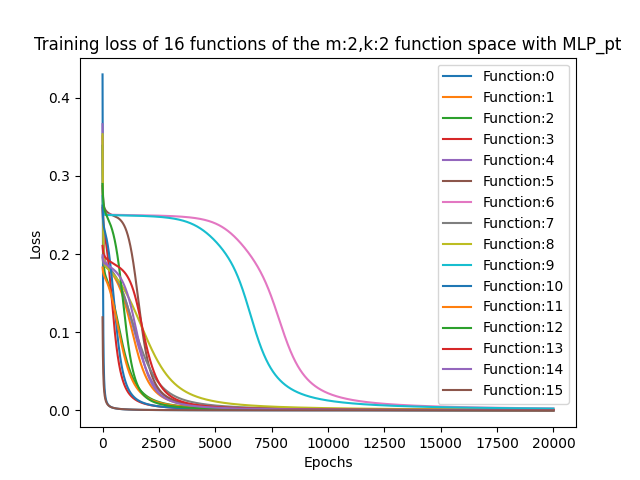 Training loss of 16 functions of the m:2,k:2 function space with MLP_pt
Loss
0.4
0.3
0.2
0.1
0.0
Function:0
Function:1
Function:2
Function:3
Function:4
Function:5
Function:6
Function:7
Function:8
Function:9
Function:10
Function:11
Function:12
Function:13
Function:14
Function:15
0 2500 5000 7500 10000 12500 15000 17500 20000
Epochs